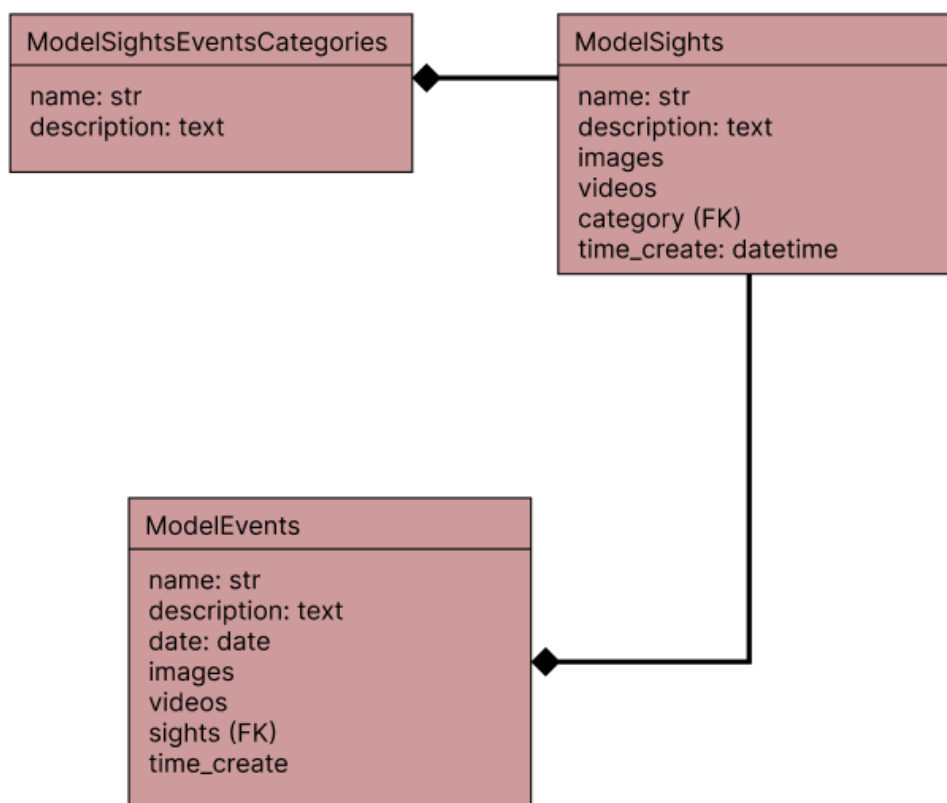 ModelSightsEventsCategories
name: str
description: text
ModelSights
name: str
description: text
images
videos
category (FK)
time_create: datetime
ModelEvents
name: str
description: text
date: date
images
videos
sights (FK)
time_create